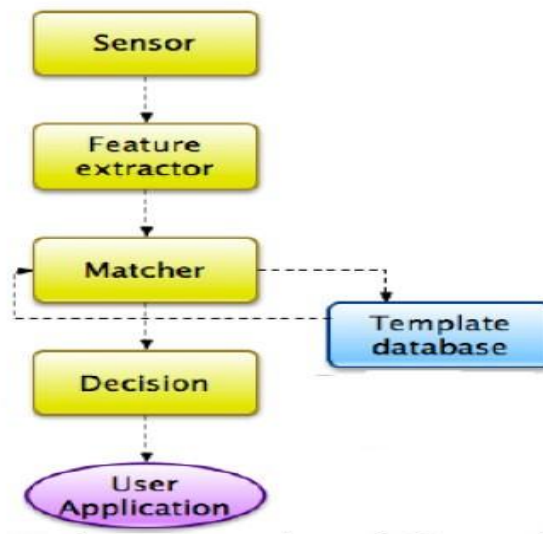 Sensor
Feature
extractor
Matcher
Template
database
Decision
User
Application